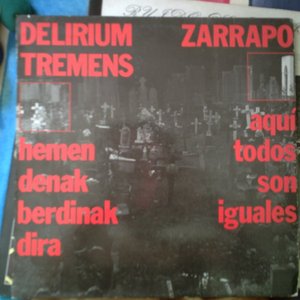 DELIRIUM TREMENS
ZARRAPO
hemen denak berdinak dira
aquí todos son iguales